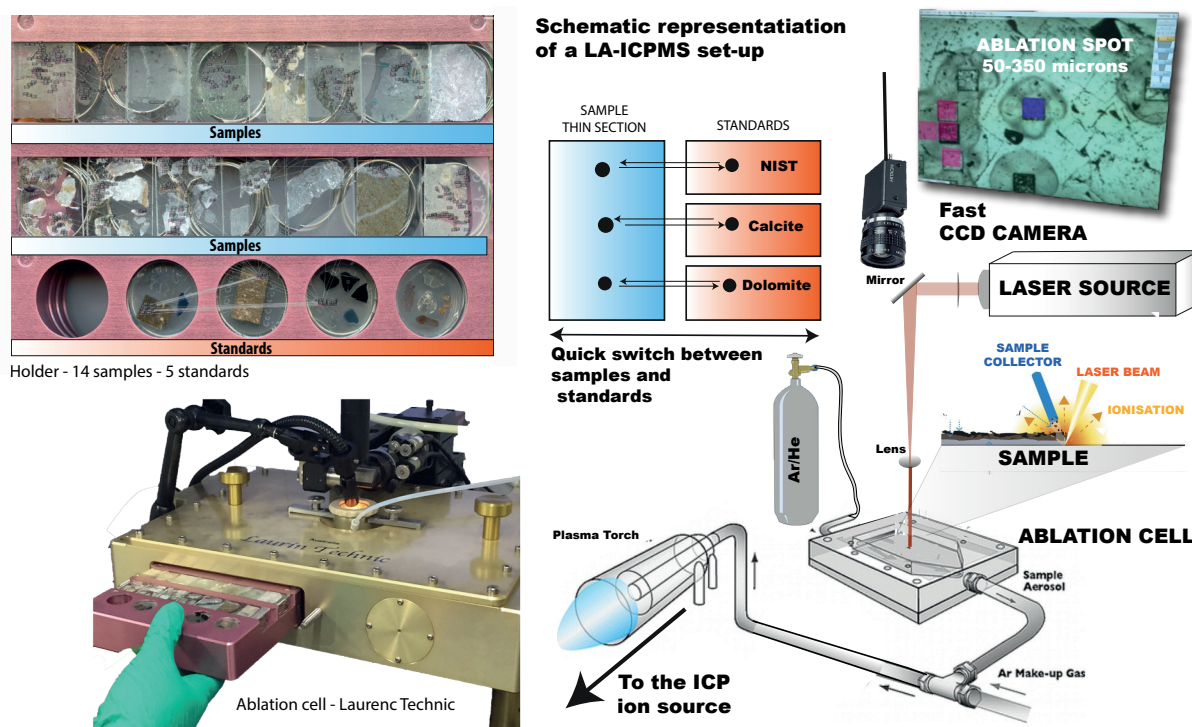 Samples
Samples
Standards
Holder - 14 samples - 5 standards
Laurin Technic
Ablation cell - Laurenc Technic
Schematic representatiation
of a LA-ICPMS set-up
SAMPLE
THIN SECTION
STANDARDS
NIST
Calcite
Dolomite
Quick switch between
samples and
standards
ABLATION SPOT
50-350 microns
Fast
CCD CAMERA
Mirror
LASER SOURCE
SAMPLE
COLLECTOR
LASER BEAM
IONISATION
SAMPLE
Lens
Ar/He
ABLATION CELL
Plasma Torch
Sample
Aerosol
Ar Make-up Gas
To the ICP
ion source